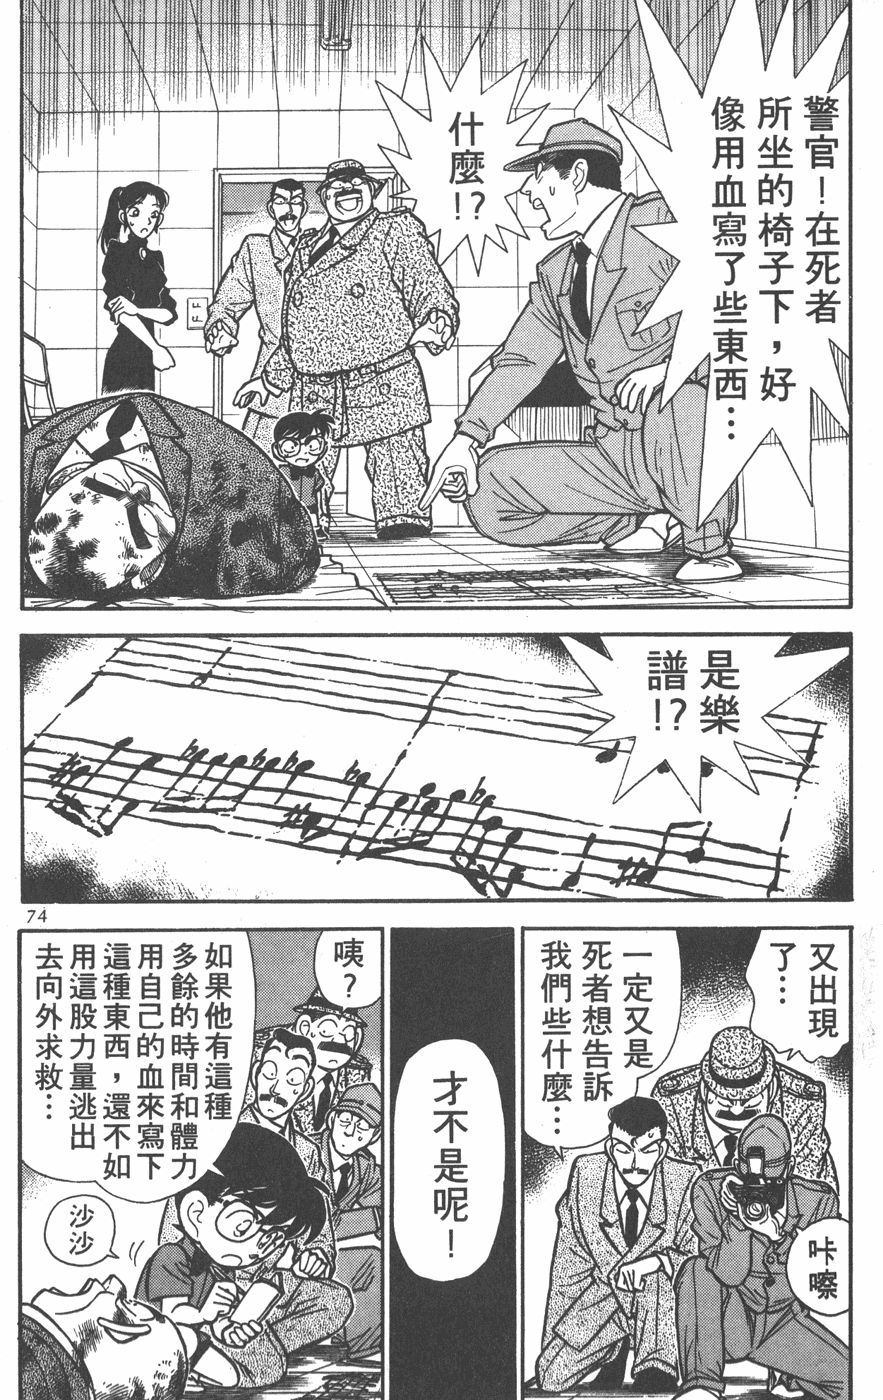 警官！在死者
所坐的椅子下，好
像用血寫了些東西…
什麼!?
是樂
譜!?
74
又出現
了…
一定又是
死者想告訴
我們些什麼…
咔嚓
才不是呢！
咦？
如果他有這種
多餘的時間和體力
用自己的血來寫下
這種東西，還不如
用這股力量逃出
去向外求救…
沙沙